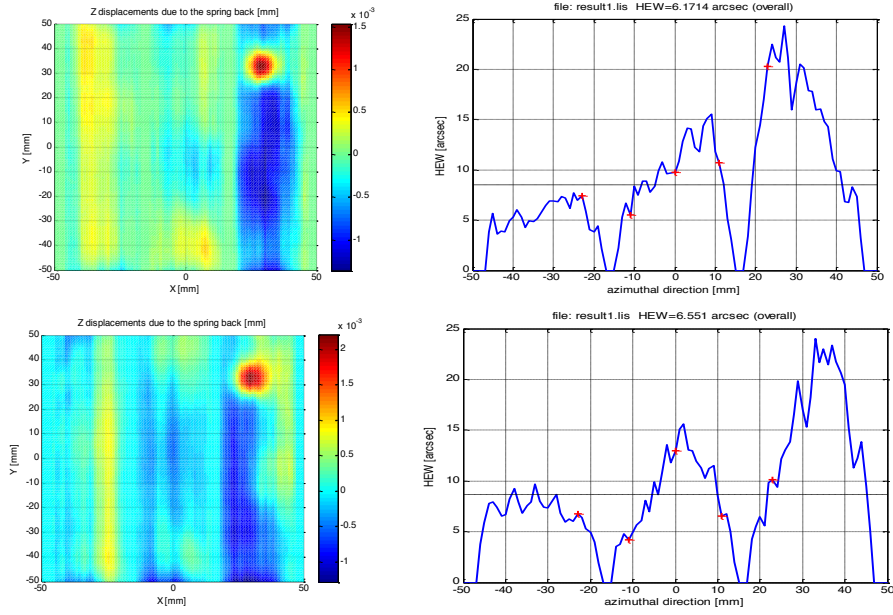 Z displacements due to the spring back [mm]
x 10^-3
50
40
30
20
10
0
-10
-20
-30
-40
-50
Y [mm]
-50 0 50
X [mm]
1.5
1
0.5
0
-0.5
-1
file: result1.lis HEW=6.1714 arcsec (overall)
25
20
15
10
5
0
HEW [arcsec]
-50 -40 -30 -20 -10 0 10 20 30 40 50
azimuthal direction [mm]
Z displacements due to the spring back [mm]
x 10^-3
50
40
30
20
10
0
-10
-20
-30
-40
-50
Y [mm]
-50 0 50
X [mm]
2
1.5
1
0.5
0
-0.5
-1
file: result1.lis HEW=6.551 arcsec (overall)
25
20
15
10
5
0
HEW [arcsec]
-50 -40 -30 -20 -10 0 10 20 30 40 50
azimuthal direction [mm]